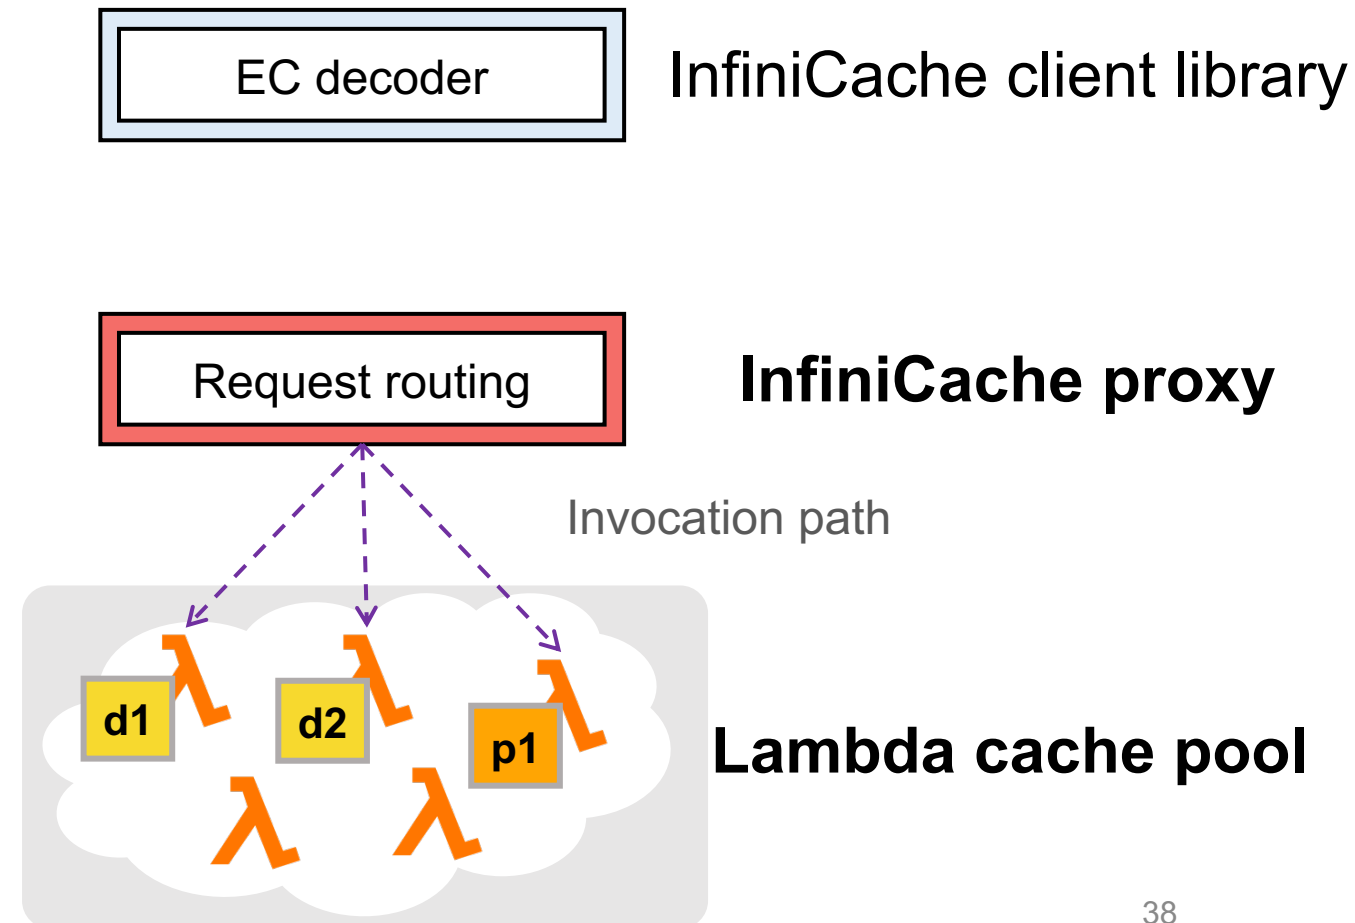 EC decoder
InfiniCache client library
Request routing
InfiniCache proxy
Invocation path
d1
d2
p1
Lambda cache pool
38